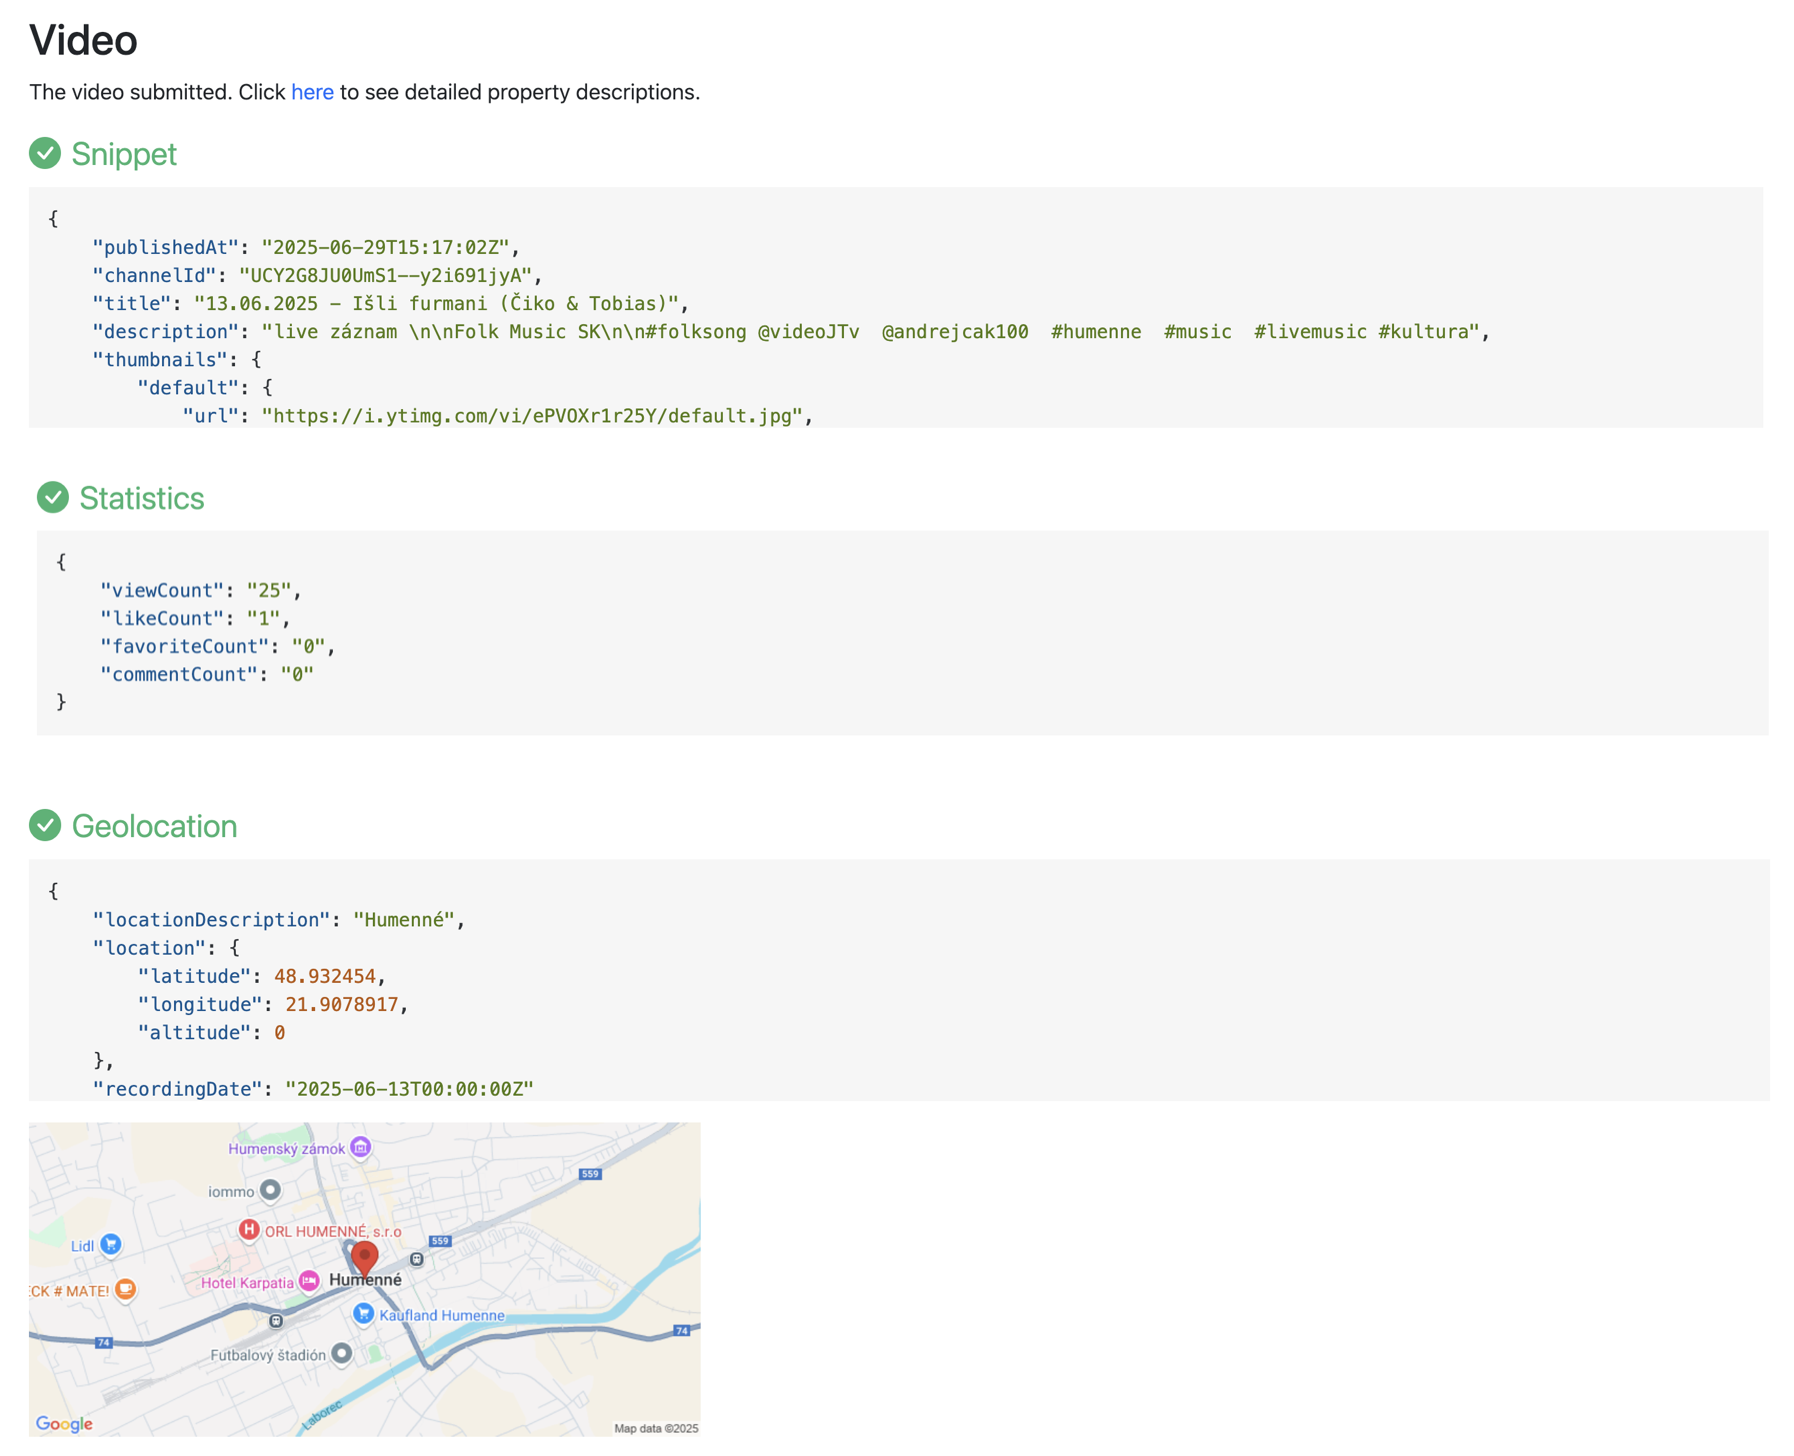 Video
The video submitted. Click here to see detailed property descriptions.
Snippet
{
    "publishedAt": "2025-06-29T15:17:02Z",
    "channelId": "UCY2G8JU0UmS1--y2i691jyA",
    "title": "13.06.2025 - Išli furmani (Čiko & Tobias)",
    "description": "live záznam \n\nFolk Music SK\n\n#folksong @videoJTv  @andrejcak100  #humenne  #music  #livemusic #kultura",
    "thumbnails": {
        "default": {
            "url": "https://i.ytimg.com/vi/ePVOXr1r25Y/default.jpg",
Statistics
{
    "viewCount": "25",
    "likeCount": "1",
    "favoriteCount": "0",
    "commentCount": "0"
}
Geolocation
{
    "locationDescription": "Humenné",
    "location": {
        "latitude": 48.932454,
        "longitude": 21.9078917,
        "altitude": 0
    },
    "recordingDate": "2025-06-13T00:00:00Z"
Humenský zámok
559
iommo
H ORL HUMENNÉ, s.r.o
559
Lidl
Humenné
Hotel Karpatia
ECK # MATE!
Kaufland Humenne
74
74
Futbalový štadión
Laborec
Google
Map data ©2025